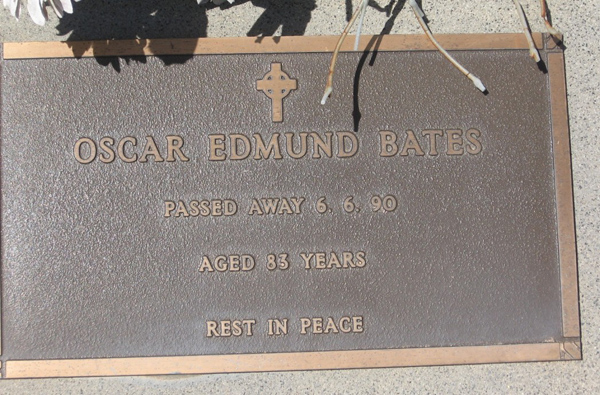 OSCAR EDMUND BATES
PASSED AWAY 6. 6. 90
AGED 83 YEARS
REST IN PEACE